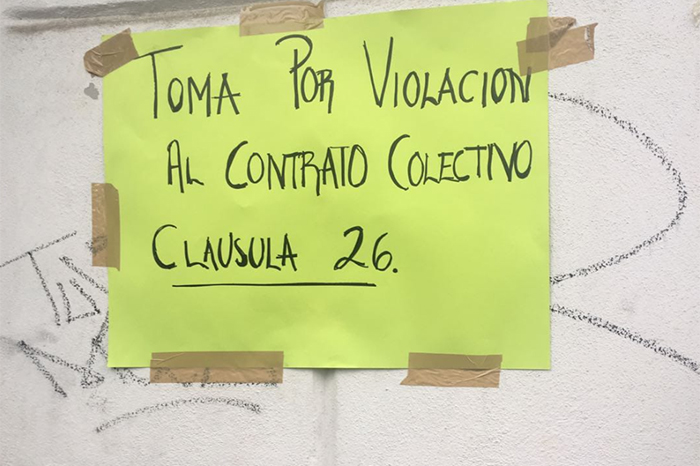 TOMA POR VIOLACION
AL CONTRATO COLECTIVO
CLAUSULA 26.